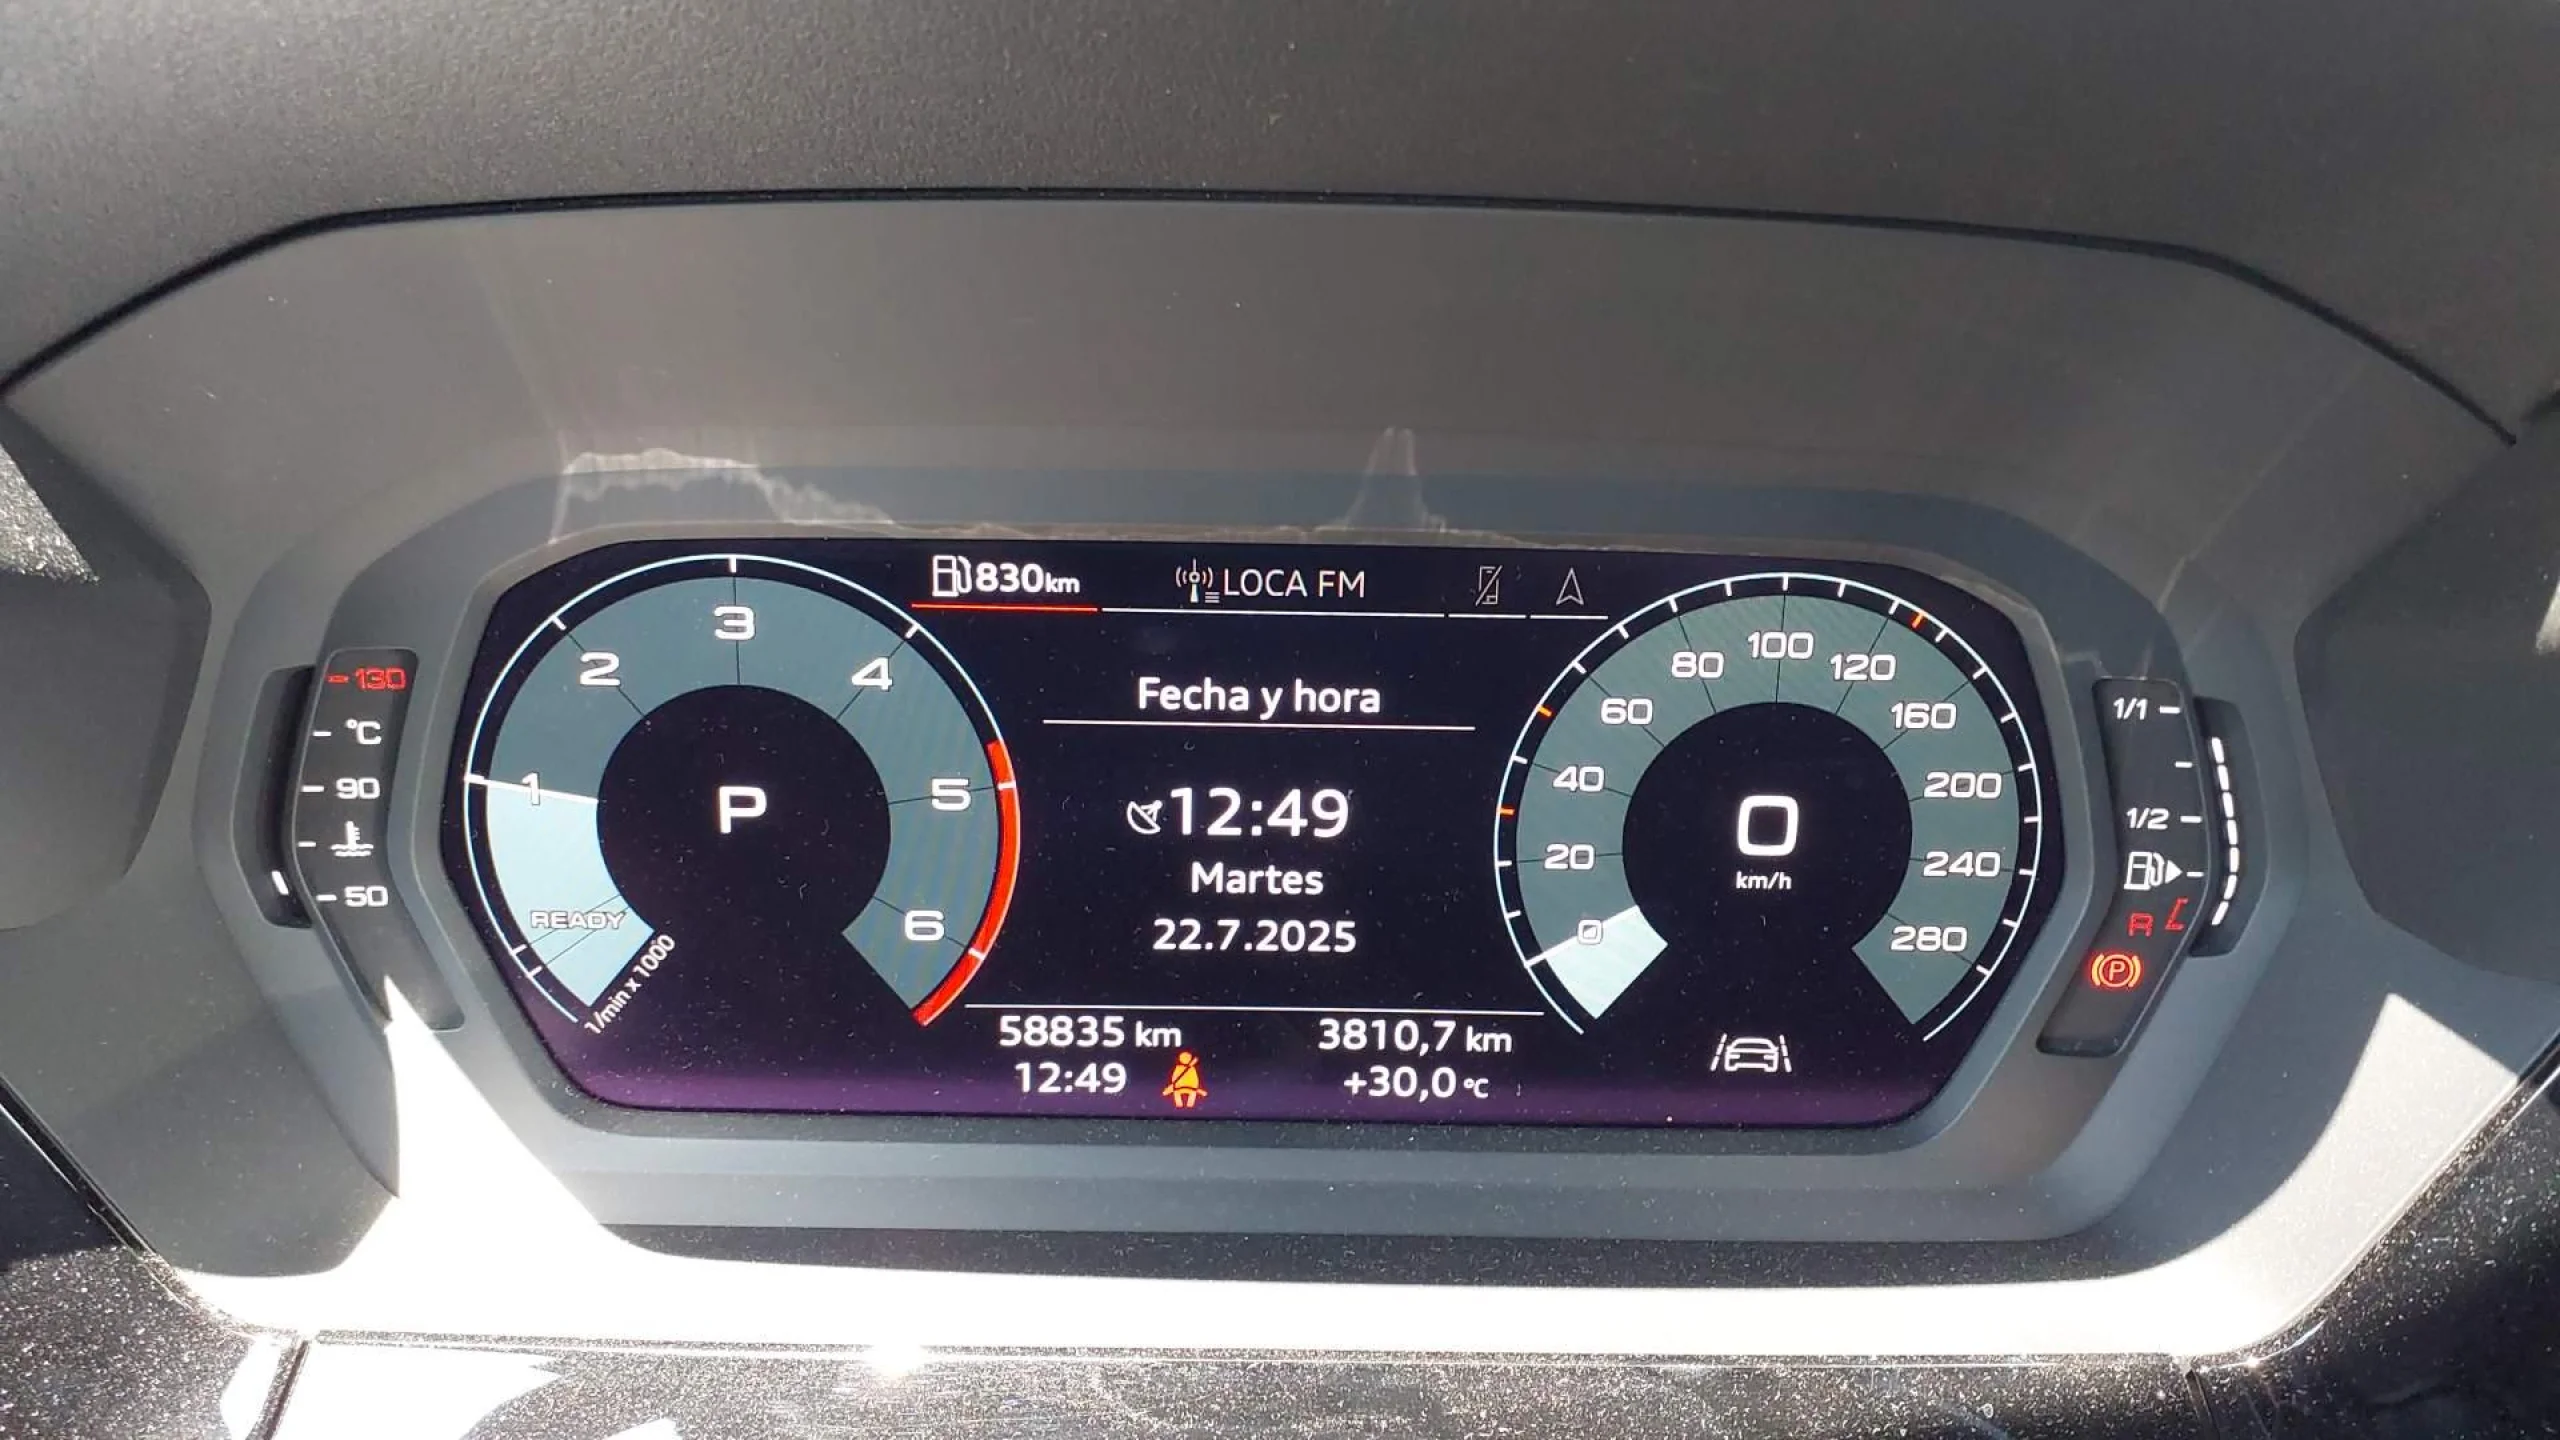 830 km
LOCA FM
Fecha y hora
12:49
Martes
22.7.2025
58835 km
3810,7 km
12:49
+30,0 °C
1
2
3
4
5
6
P
READY
1/min x 1000
0
20
40
60
80
100
120
160
200
240
280
0
km/h
130
°C
90
50
1/1
1/2
R
(P)